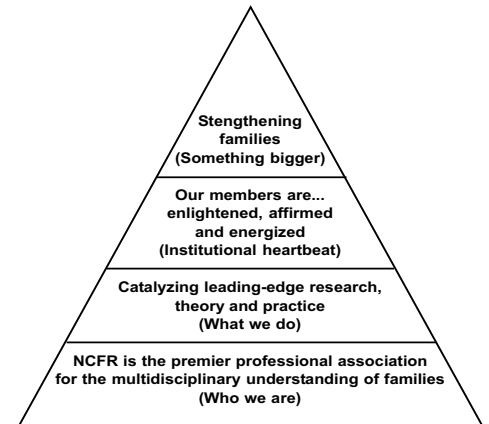 Stengthening
families
(Something bigger)
Our members are...
enlightened, affirmed
and energized
(Institutional heartbeat)
Catalyzing leading-edge research,
theory and practice
(What we do)
NCFR is the premier professional association
for the multidisciplinary understanding of families
(Who we are)